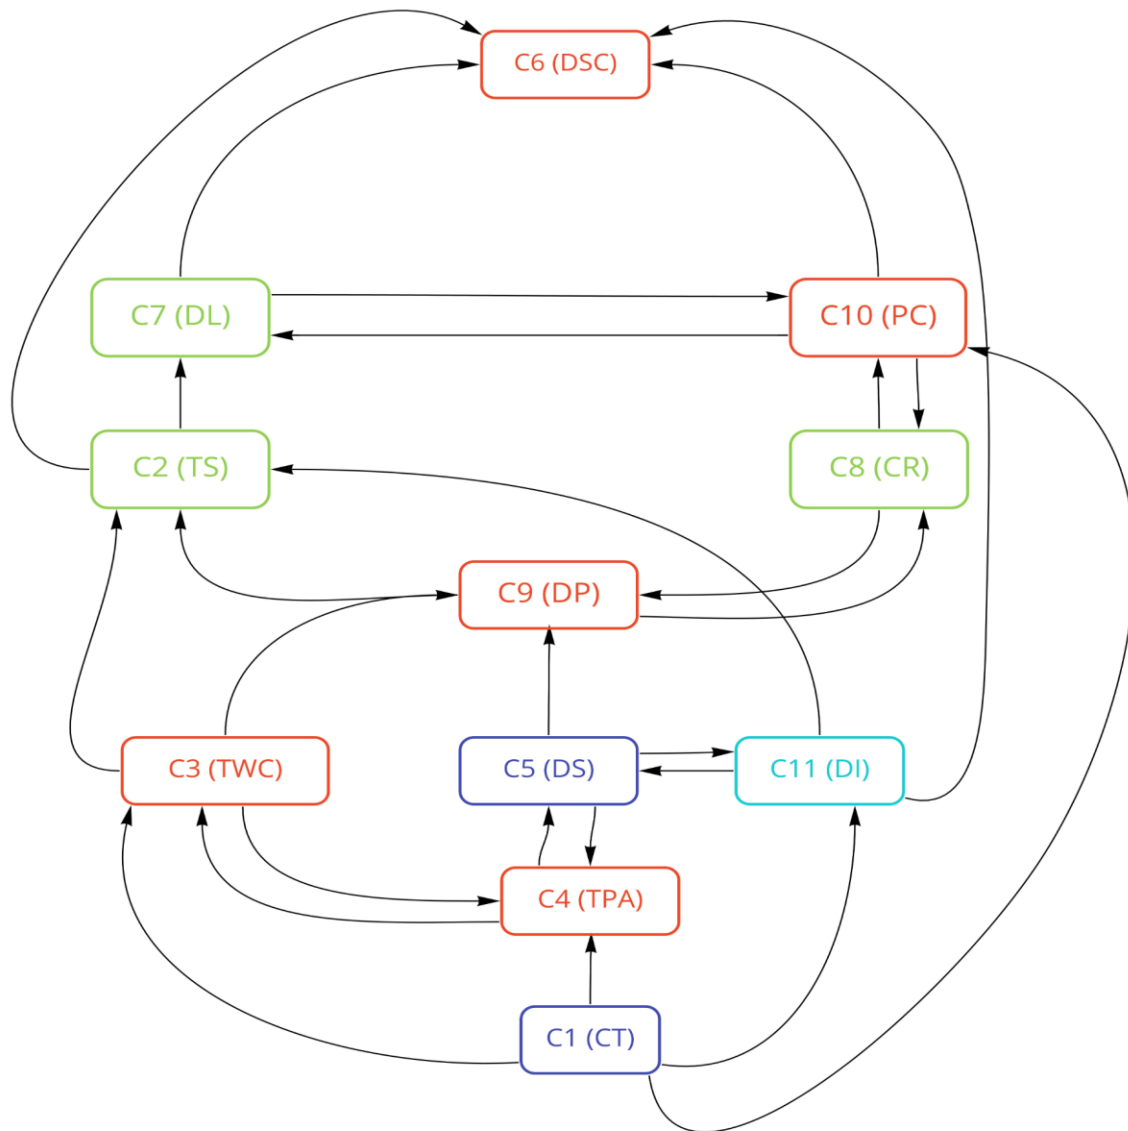 C6 (DSC)
C7 (DL)
C10 (PC)
C2 (TS)
C8 (CR)
C9 (DP)
C3 (TWC)
C5 (DS)
C11 (DI)
C4 (TPA)
C1 (CT)